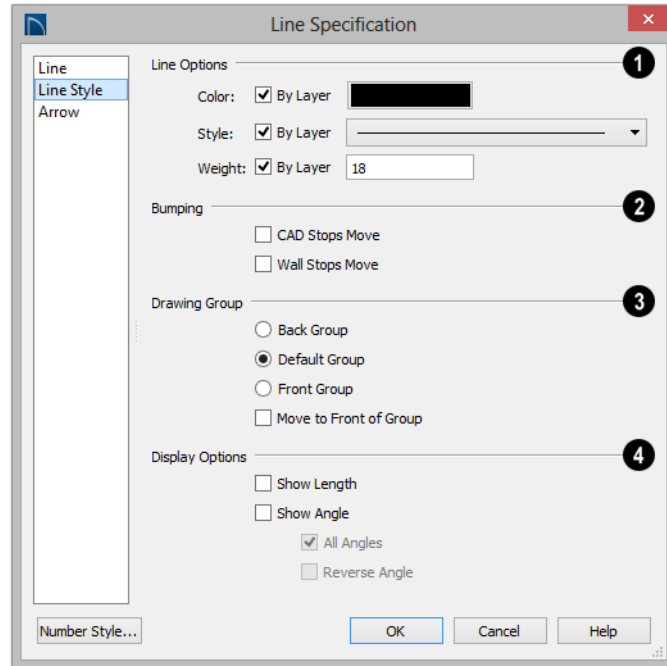 Line Specification
Line
Line Style
Arrow
Line Options
1
Color: By Layer
Style: By Layer
Weight: By Layer 18
Bumping
2
CAD Stops Move
Wall Stops Move
Drawing Group
3
Back Group
Default Group
Front Group
Move to Front of Group
Display Options
4
Show Length
Show Angle
All Angles
Reverse Angle
Number Style... OK Cancel Help